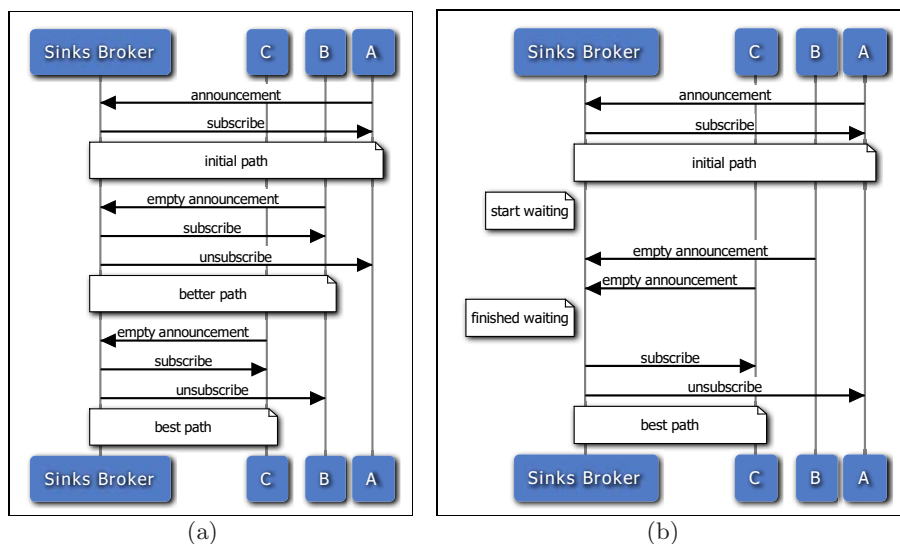 Sinks Broker C B A
announcement
subscribe
initial path
empty announcement
subscribe
unsubscribe
better path
empty announcement
subscribe
unsubscribe
best path
Sinks Broker C B A
(a)
Sinks Broker C B A
announcement
subscribe
initial path
start waiting
empty announcement
empty announcement
finished waiting
subscribe
unsubscribe
best path
Sinks Broker C B A
(b)